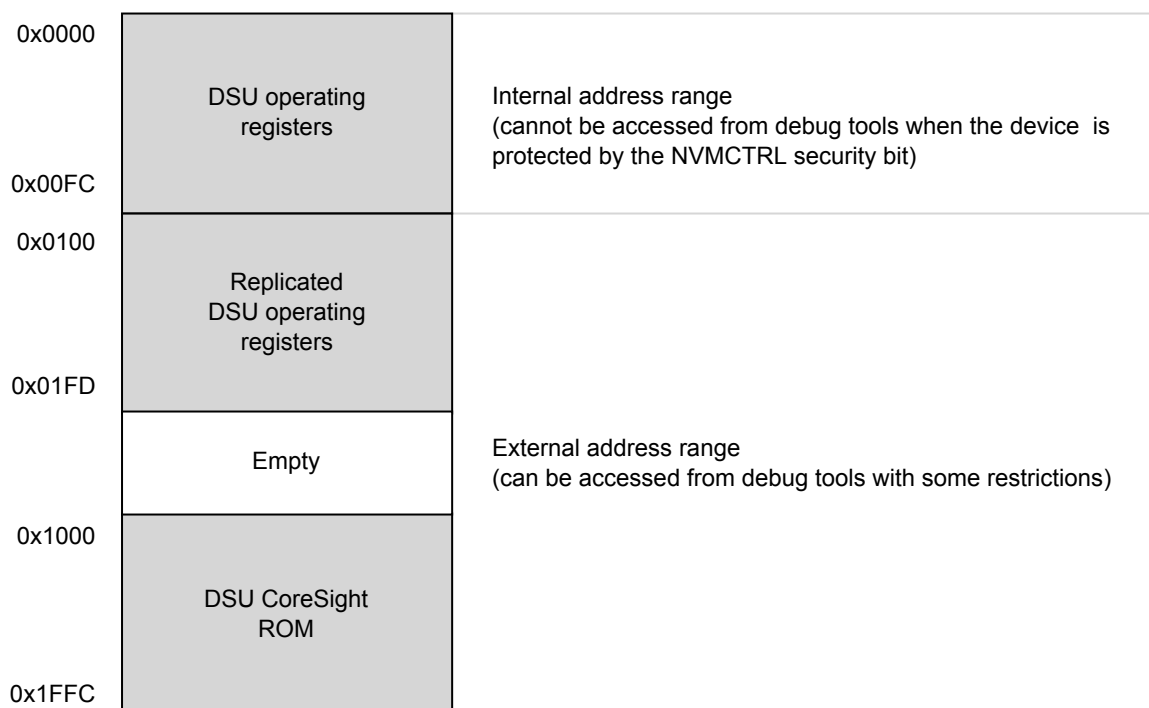 0x0000
DSU operating
registers
Internal address range
(cannot be accessed from debug tools when the device is
protected by the NVMCTRL security bit)
0x00FC
0x0100
Replicated
DSU operating
registers
0x01FD
Empty
External address range
(can be accessed from debug tools with some restrictions)
0x1000
DSU CoreSight
ROM
0x1FFC